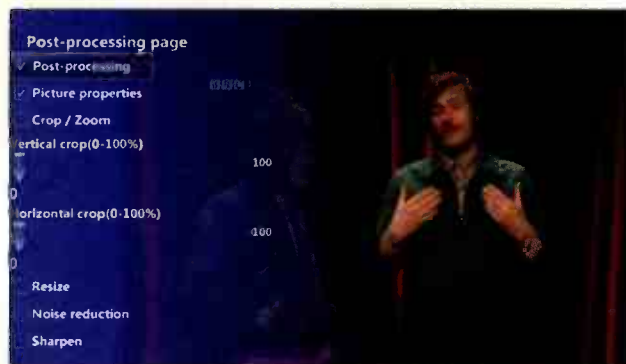 Post-processing page
Post-processing
Picture properties
Crop / Zoom
ertical crop(0-100%)
100
0
orizontal crop(0-100%)
100
0
Resize
Noise reduction
Sharpen